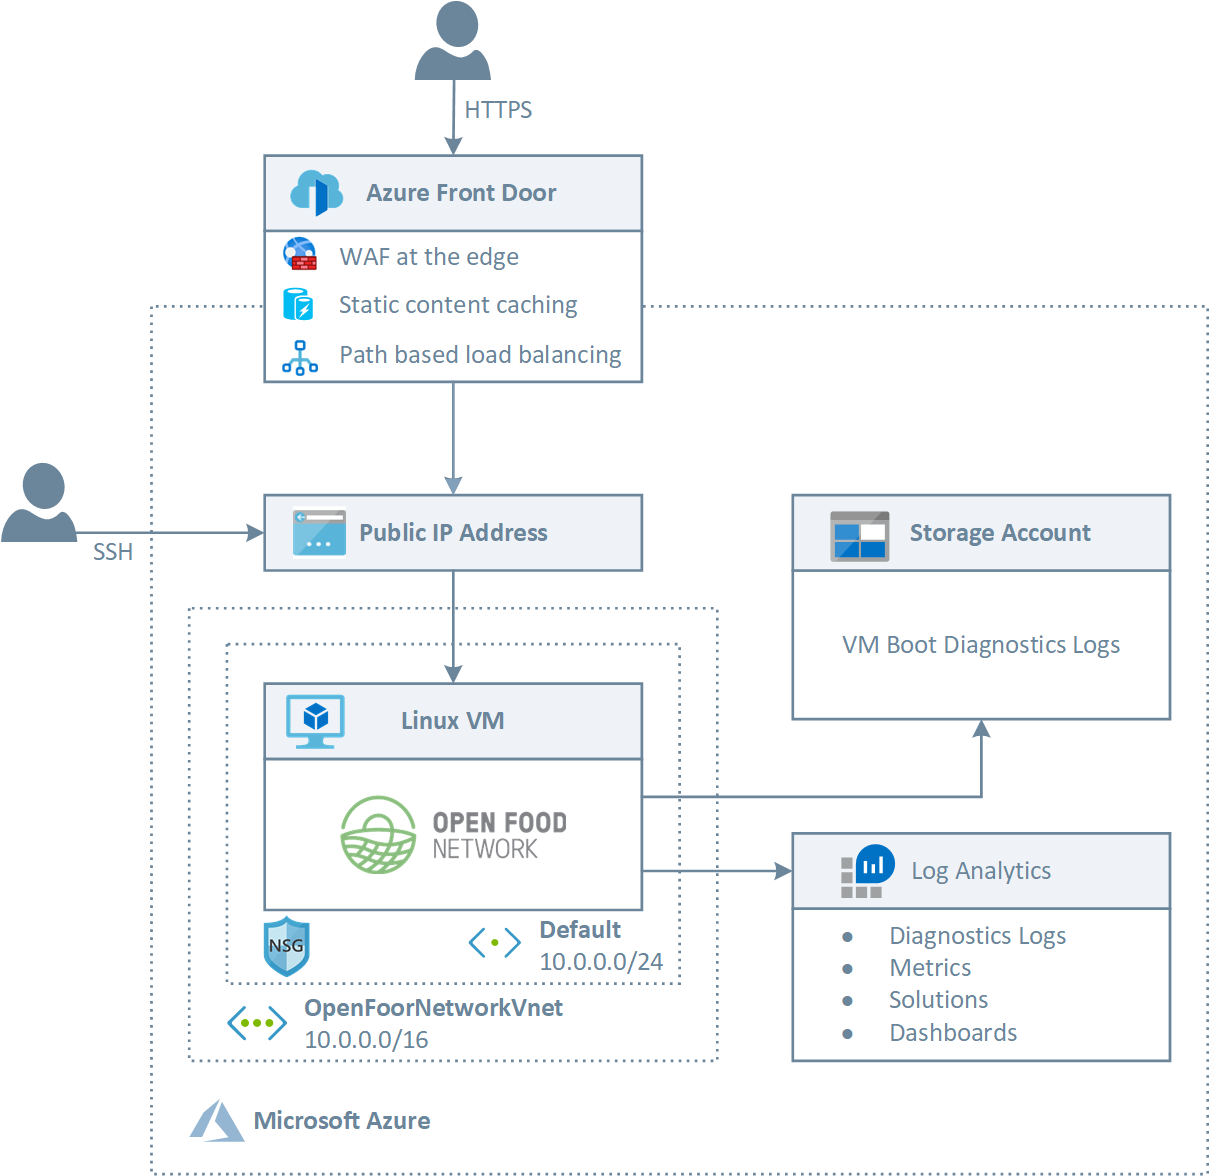 HTTPS
Azure Front Door
WAF at the edge
Static content caching
Path based load balancing
SSH
Public IP Address
Storage Account
VM Boot Diagnostics Logs
Linux VM
OPEN FOOD
NETWORK
Log Analytics
• Diagnostics Logs
• Metrics
• Solutions
• Dashboards
NSG
Default
10.0.0.0/24
OpenFoorNetworkVnet
10.0.0.0/16
Microsoft Azure